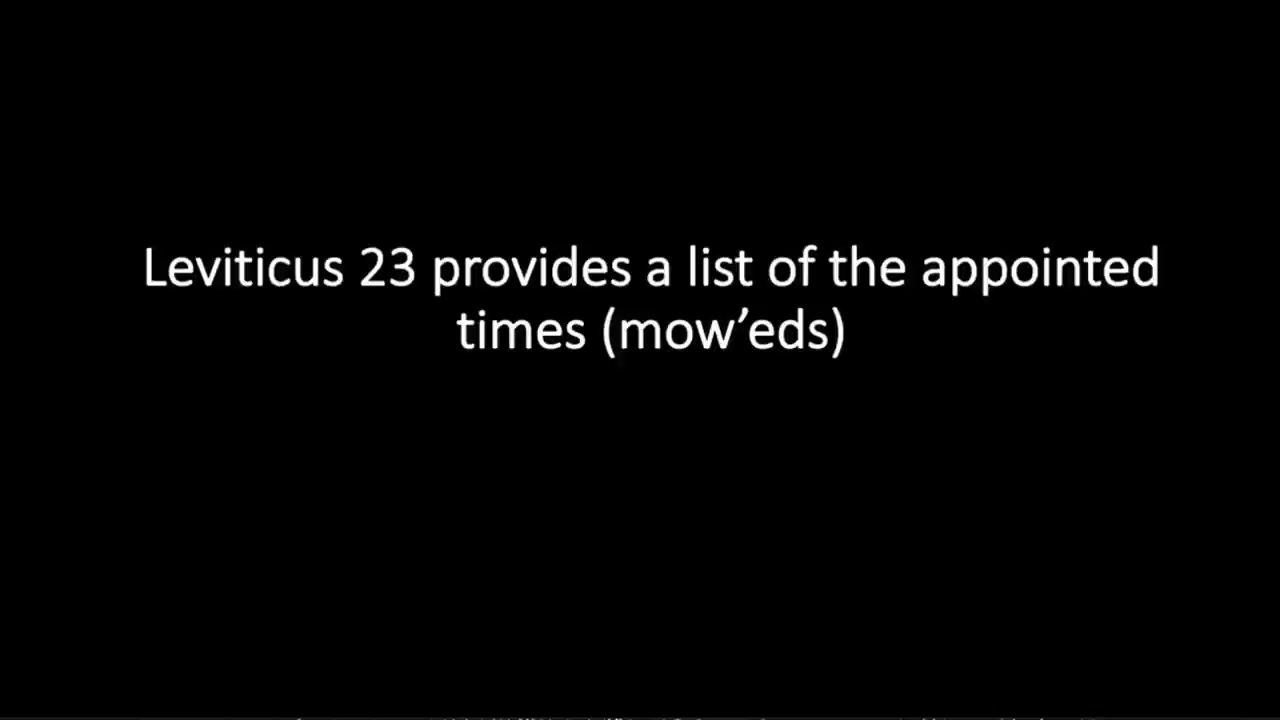 Leviticus 23 provides a list of the appointed
times (mow’eds)